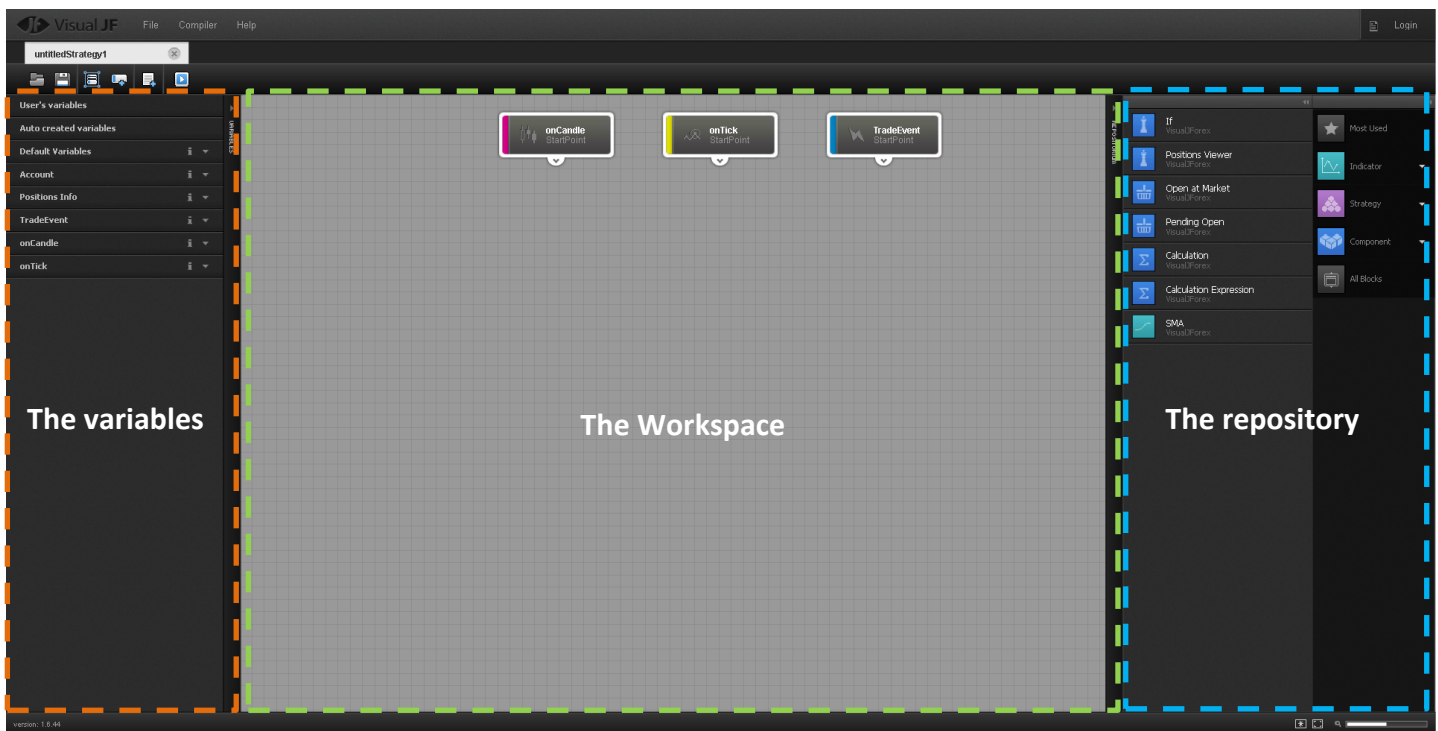 Visual JF File Compiler Help Login
untitledStrategy1
User's variables
Auto created variables
Default Variables
Account
Positions Info
TradeEvent
onCandle
onTick
VARIABLES
The variables
onCandle
StartPoint
onTick
StartPoint
TradeEvent
StartPoint
The Workspace
If
VisualJForex
Positions Viewer
VisualJForex
Open at Market
VisualJForex
Pending Open
VisualJForex
Calculation
VisualJForex
Calculation Expression
VisualJForex
SMA
VisualJForex
Most Used
Indicator
Strategy
Component
All Blocks
The repository
version: 1.6.44